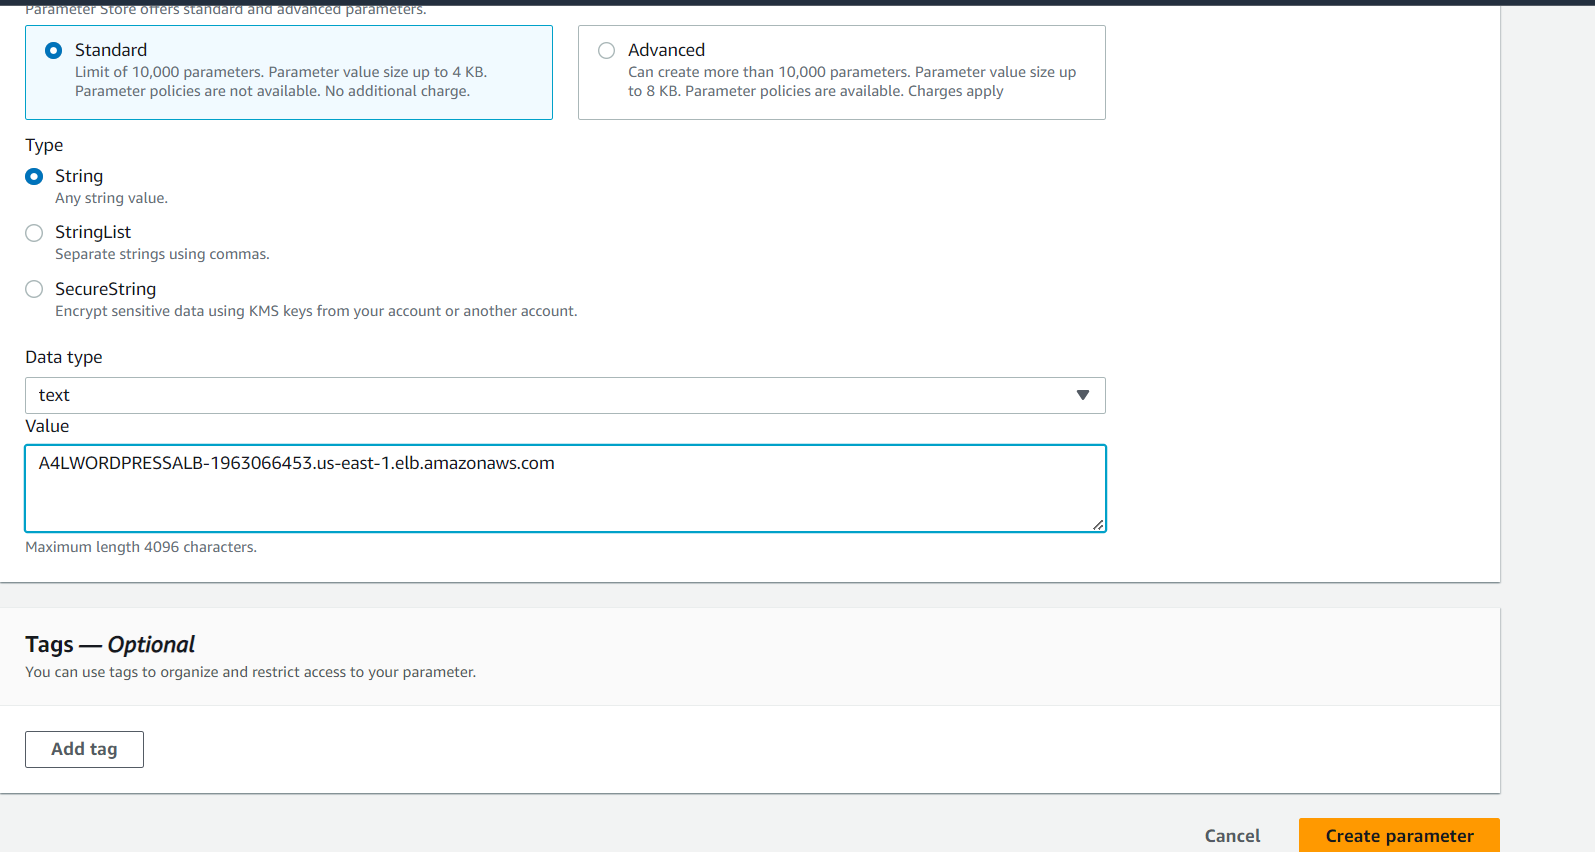 Parameter Store offers standard and advanced parameters.
Standard
Limit of 10,000 parameters. Parameter value size up to 4 KB.
Parameter policies are not available. No additional charge.
Advanced
Can create more than 10,000 parameters. Parameter value size up
to 8 KB. Parameter policies are available. Charges apply
Type
String
Any string value.
StringList
Separate strings using commas.
SecureString
Encrypt sensitive data using KMS keys from your account or another account.
Data type
text
Value
A4LWORDPRESSALB-1963066453.us-east-1.elb.amazonaws.com
Maximum length 4096 characters.
Tags — Optional
You can use tags to organize and restrict access to your parameter.
Add tag
Cancel
Create parameter